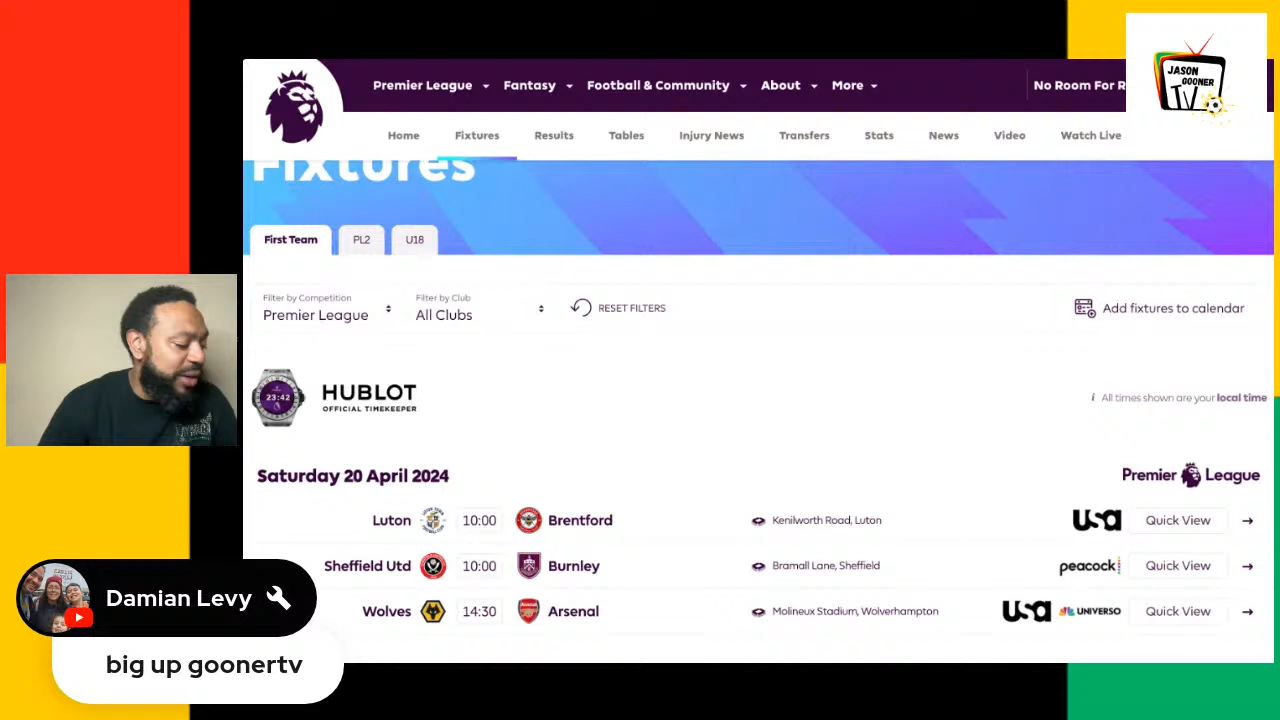 JASON
GOONER
TV
Premier League
Fantasy
Football & Community
About
More
No Room For R
Home
Fixtures
Results
Tables
Injury News
Transfers
Stats
News
Video
Watch Live
Fixtures
First Team
PL2
U18
Filter by Competition
Premier League
Filter by Club
All Clubs
RESET FILTERS
Add fixtures to calendar
23:42
HUBLOT
OFFICIAL TIMEKEEPER
i All times shown are your local time
Saturday 20 April 2024
Premier League
Luton 10:00 Brentford Kenilworth Road, Luton usa Quick View →
Sheffield Utd 10:00 Burnley Bramall Lane, Sheffield peacock Quick View →
Wolves 14:30 Arsenal Molineux Stadium, Wolverhampton usa UNIVERSO Quick View →
Damian Levy
big up goonertv